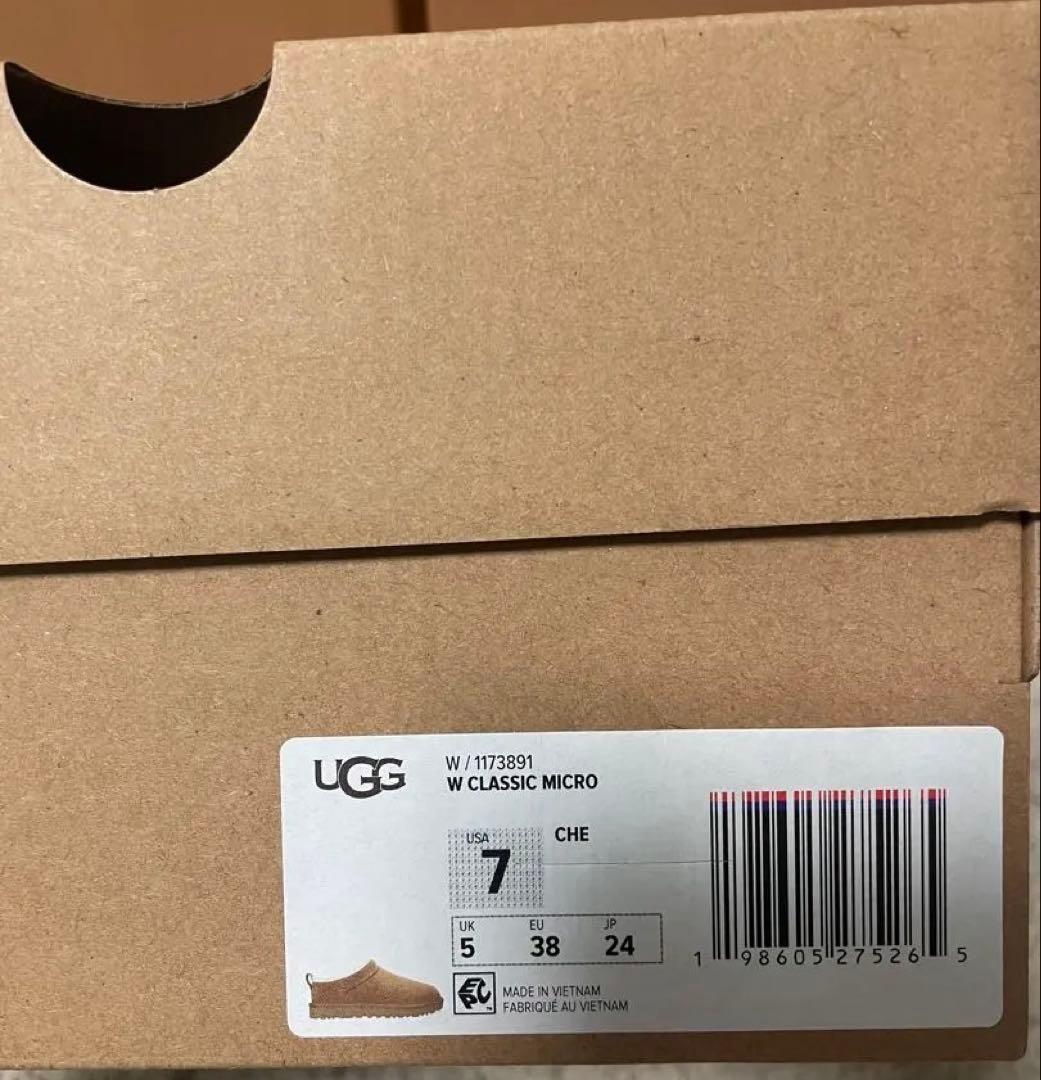 UGG
W / 1173891
W CLASSIC MICRO
USA
7
CHE
UK EU JP
5 38 24
MADE IN VIETNAM
FABRIQUÉ AU VIETNAM
1 98605 27526 5